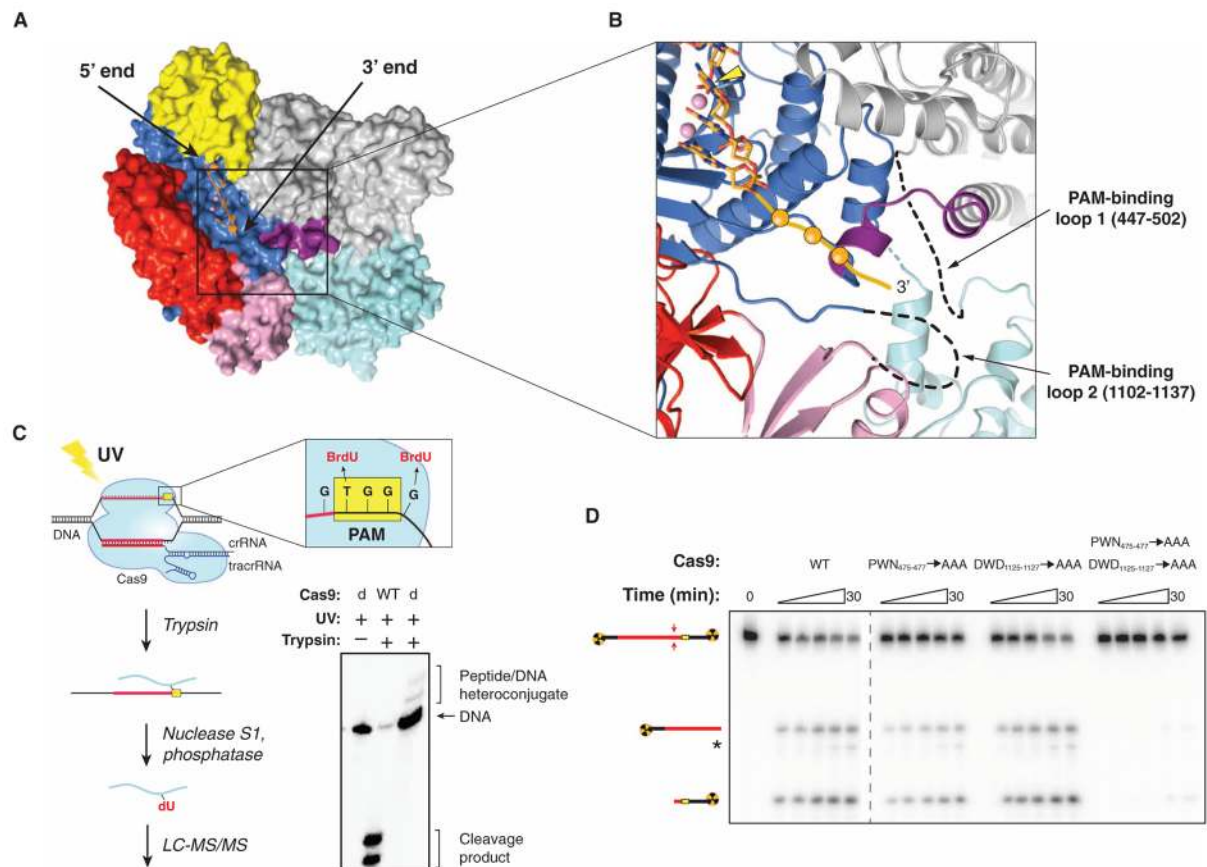 A
5' end
3' end
B
PAM-binding
loop 1 (447-502)
3'
PAM-binding
loop 2 (1102-1137)
C
UV
BrdU
BrdU
G T G G G
PAM
DNA
crRNA
tracrRNA
Cas9
Trypsin
Nuclease S1,
phosphatase
dU
LC-MS/MS
Cas9: d WT d
UV: + + +
Trypsin: – + +
Peptide/DNA
heteroconjugate
DNA
Cleavage
product
D
PWN475-477→AAA
Cas9: WT PWN475-477→AAA DWD1125-1127→AAA DWD1125-1127→AAA
Time (min): 0 30 30 30 30
*